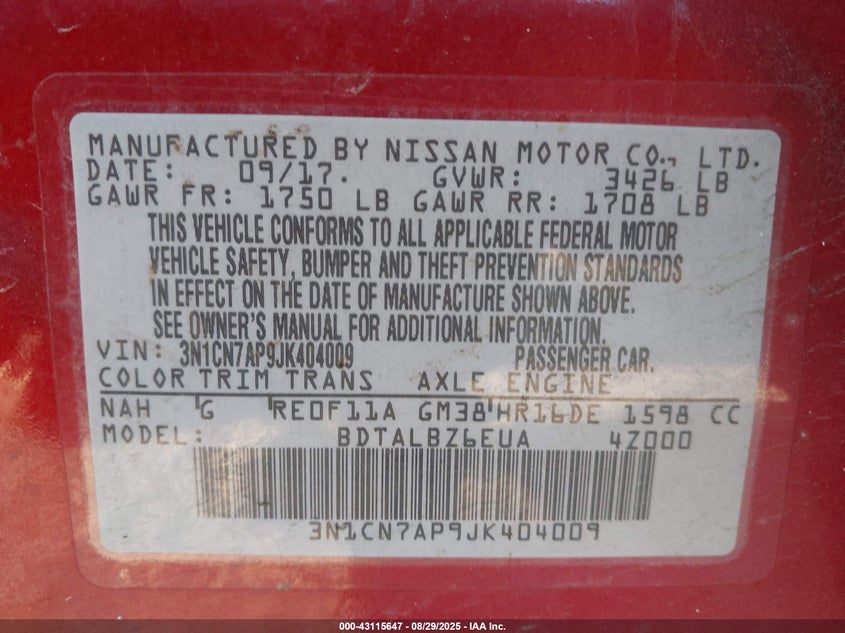 MANUFACTURED BY NISSAN MOTOR CO., LTD.
DATE: 09/17. GVWR: 3426 LB
GAWR FR: 1750 LB GAWR RR: 1708 LB
THIS VEHICLE CONFORMS TO ALL APPLICABLE FEDERAL MOTOR
VEHICLE SAFETY, BUMPER AND THEFT PREVENTION STANDARDS
IN EFFECT ON THE DATE OF MANUFACTURE SHOWN ABOVE.
SEE OWNER'S MANUAL FOR ADDITIONAL INFORMATION.
VIN: 3N1CN7AP9JK404009 PASSENGER CAR.
COLOR TRIM TRANS AXLE ENGINE
NAH G RE0F11A GM38 HR16DE 1598 CC
MODEL: BDTALBZ6EUA 4Z000
3N1CN7AP9JK404009
000-43115647 - 08/29/2025 - IAA Inc.